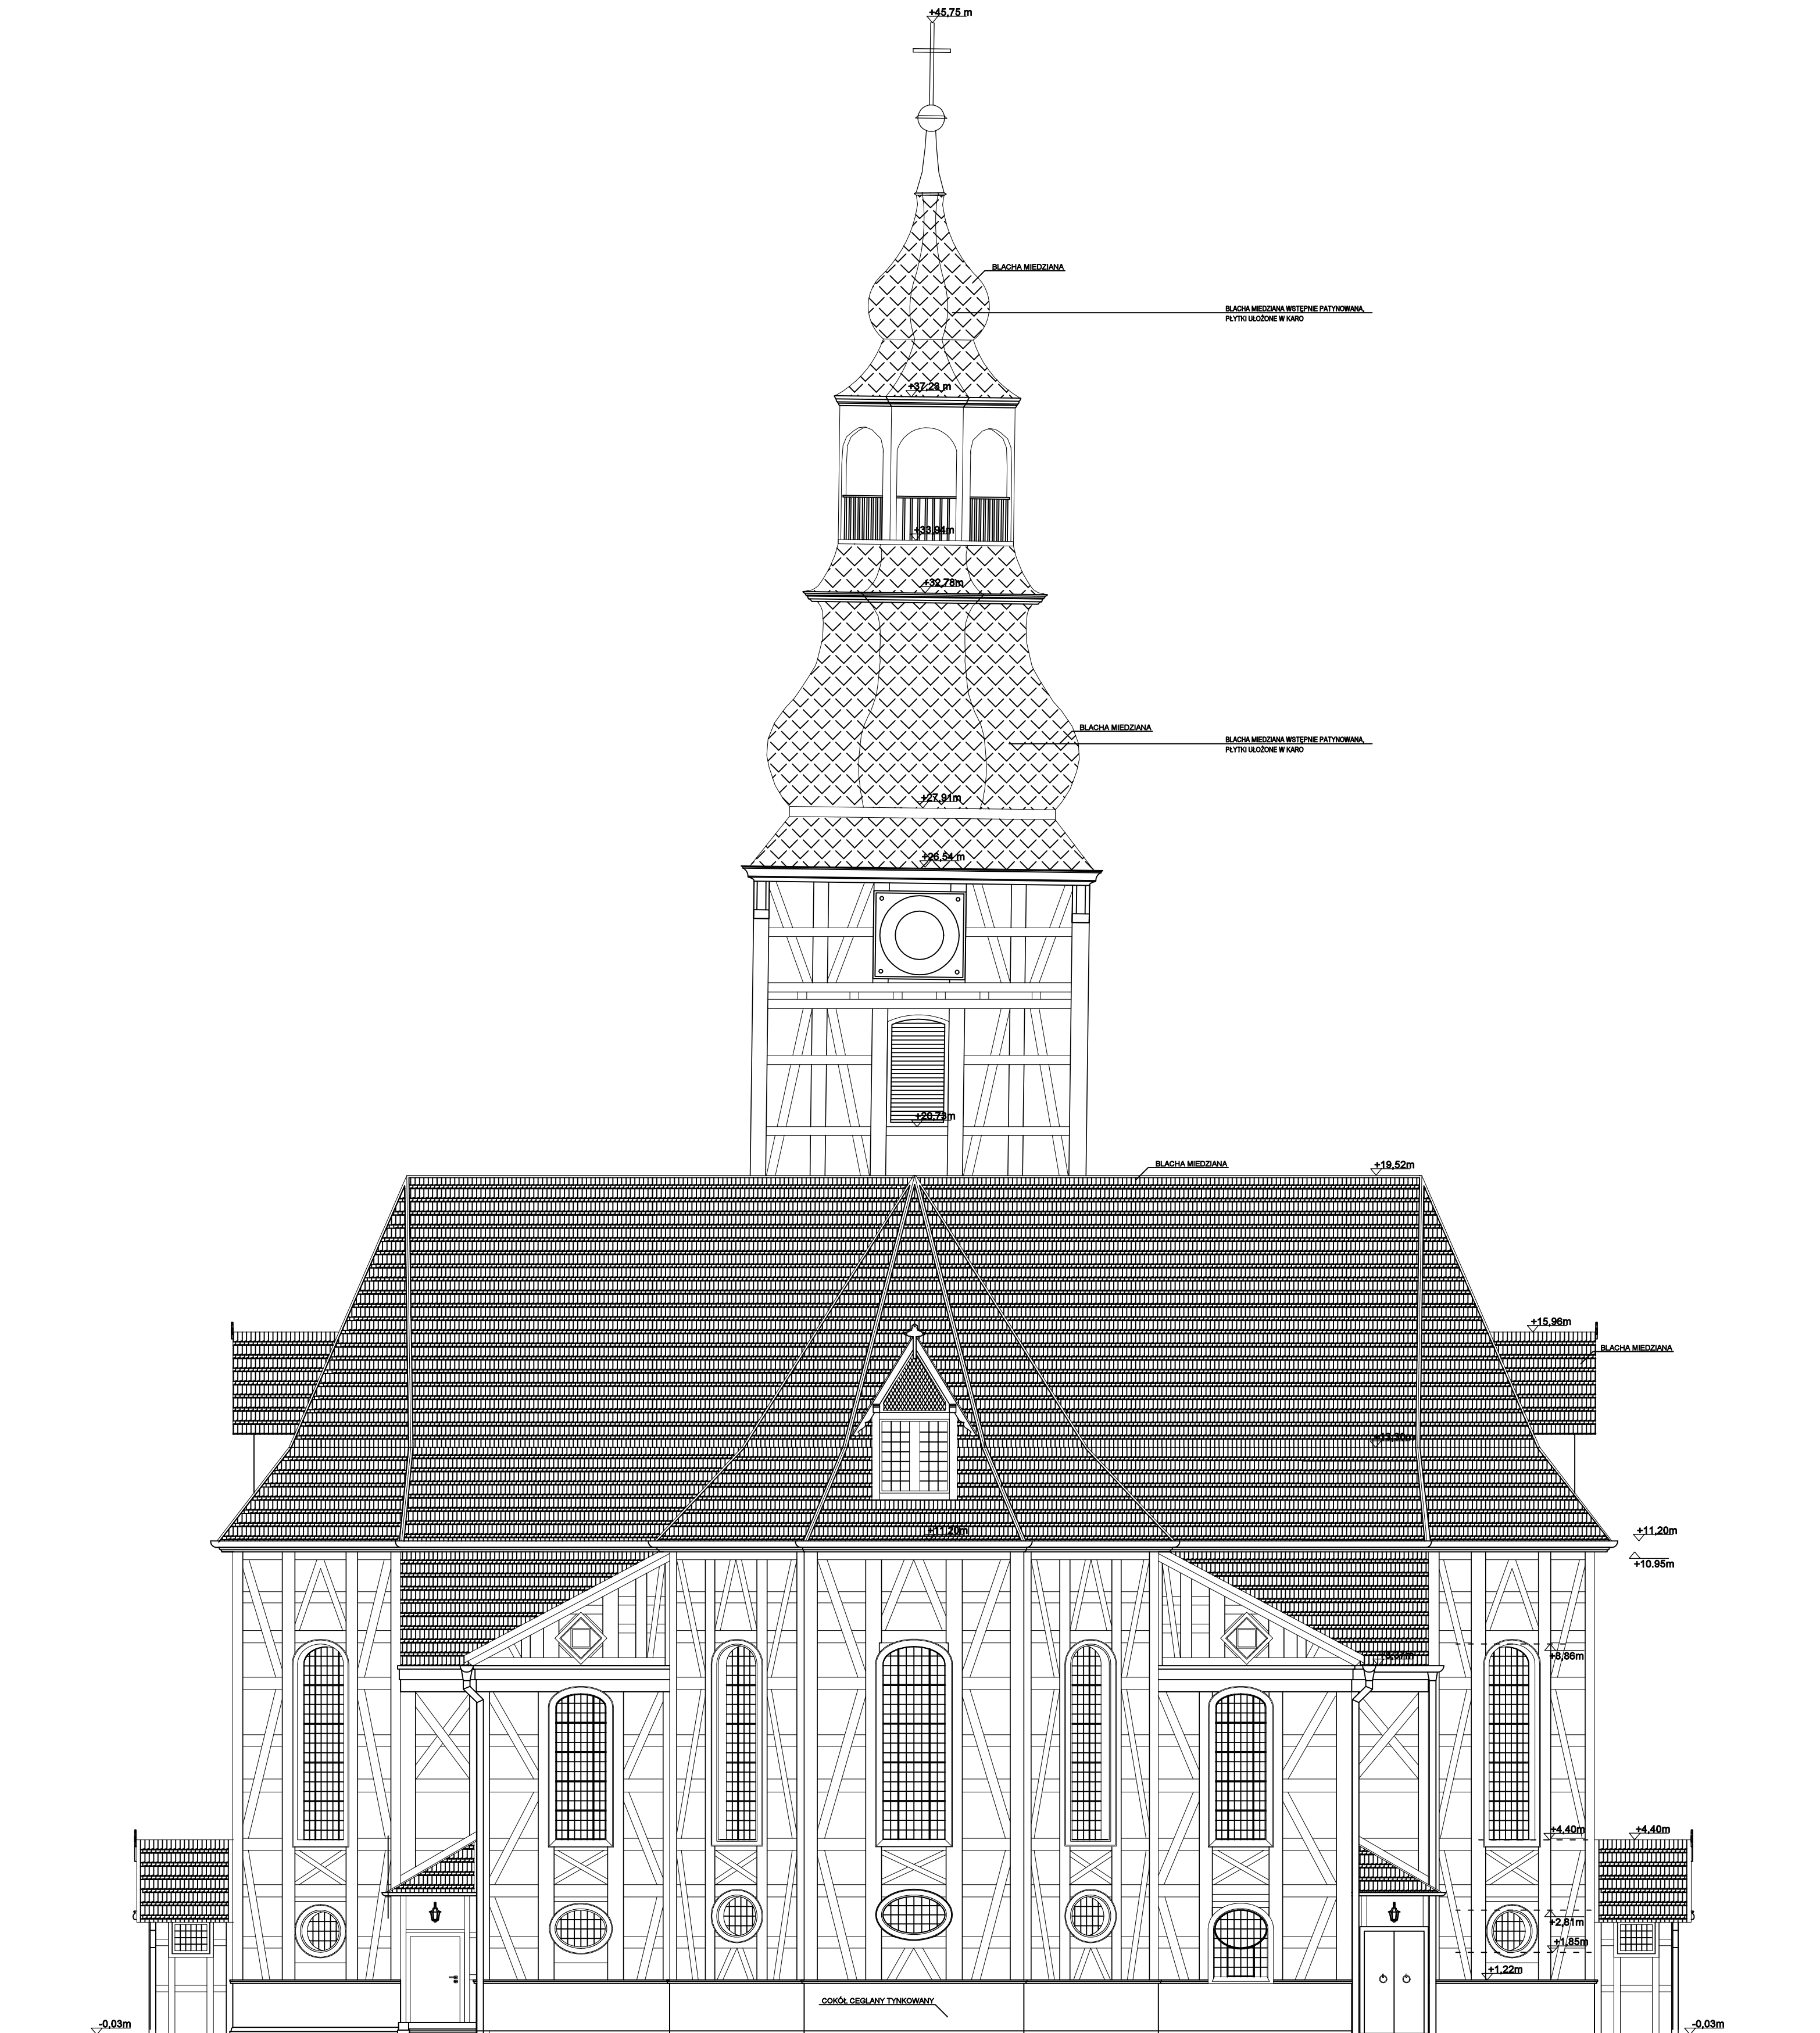 +45,75 m
BLACHA MIEDZIANA
BLACHA MIEDZIANA WSTĘPNIE PATYNOWANA,
PŁYTKI UŁOŻONE W KARO
+37,23 m
+33,94m
+32,78m
BLACHA MIEDZIANA
BLACHA MIEDZIANA WSTĘPNIE PATYNOWANA,
PŁYTKI UŁOŻONE W KARO
+27,91m
+26,54 m
+20,73m
BLACHA MIEDZIANA
+19,52m
+15,96m
BLACHA MIEDZIANA
+13,30m
+11,20m
+11,20m
+10.95m
+8,86m
+4,40m
+4,40m
+2,81m
+1,85m
+1,22m
COKÓŁ CEGLANY TYNKOWANY
-0,03m
-0,03m